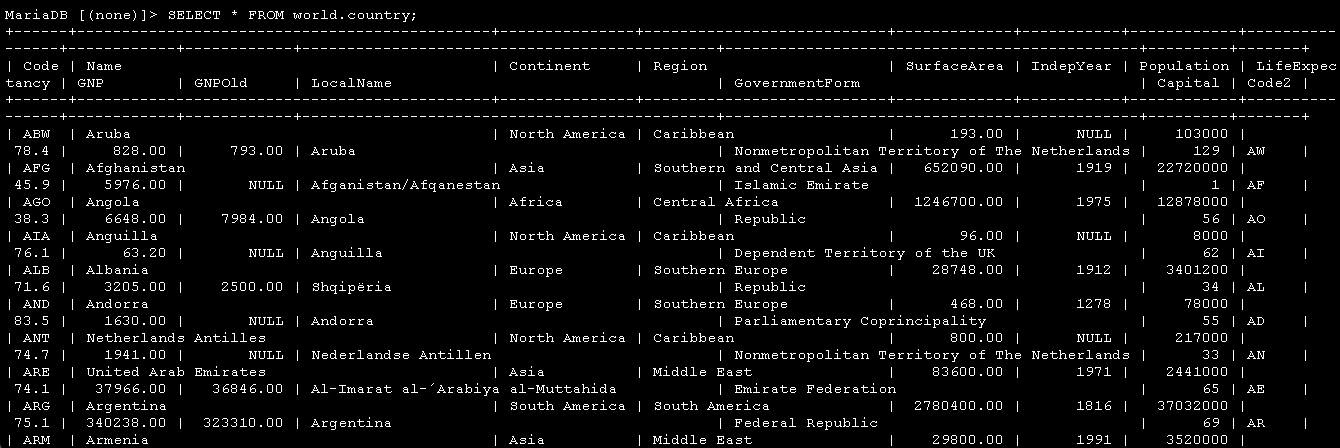 MariaDB [(none)]> SELECT * FROM world.country;
| Code | Name | Continent | Region | SurfaceArea | IndepYear | Population | LifeExpec
tancy | GNP | GNPOld | LocalName | GovernmentForm | Capital | Code2 |
| ABW | Aruba | North America | Caribbean | 193.00 | NULL | 103000 |
78.4 | 828.00 | 793.00 | Aruba | Nonmetropolitan Territory of The Netherlands | 129 | AW |
| AFG | Afghanistan | Asia | Southern and Central Asia | 652090.00 | 1919 | 22720000 |
45.9 | 5976.00 | NULL | Afganistan/Afqanestan | Islamic Emirate | 1 | AF |
| AGO | Angola | Africa | Central Africa | 1246700.00 | 1975 | 12878000 |
38.3 | 6648.00 | 7984.00 | Angola | Republic | 56 | AO |
| AIA | Anguilla | North America | Caribbean | 96.00 | NULL | 8000 |
76.1 | 63.20 | NULL | Anguilla | Dependent Territory of the UK | 62 | AI |
| ALB | Albania | Europe | Southern Europe | 28748.00 | 1912 | 3401200 |
71.6 | 3205.00 | 2500.00 | Shqipëria | Republic | 34 | AL |
| AND | Andorra | Europe | Southern Europe | 468.00 | 1278 | 78000 |
83.5 | 1630.00 | NULL | Andorra | Parliamentary Coprincipality | 55 | AD |
| ANT | Netherlands Antilles | North America | Caribbean | 800.00 | NULL | 217000 |
74.7 | 1941.00 | NULL | Nederlandse Antillen | Nonmetropolitan Territory of The Netherlands | 33 | AN |
| ARE | United Arab Emirates | Asia | Middle East | 83600.00 | 1971 | 2441000 |
74.1 | 37966.00 | 36846.00 | Al-Imarat al-´Arabiya al-Muttahida | Emirate Federation | 65 | AE |
| ARG | Argentina | South America | South America | 2780400.00 | 1816 | 37032000 |
75.1 | 340238.00 | 323310.00 | Argentina | Federal Republic | 69 | AR |
| ARM | Armenia | Asia | Middle East | 29800.00 | 1991 | 3520000 |